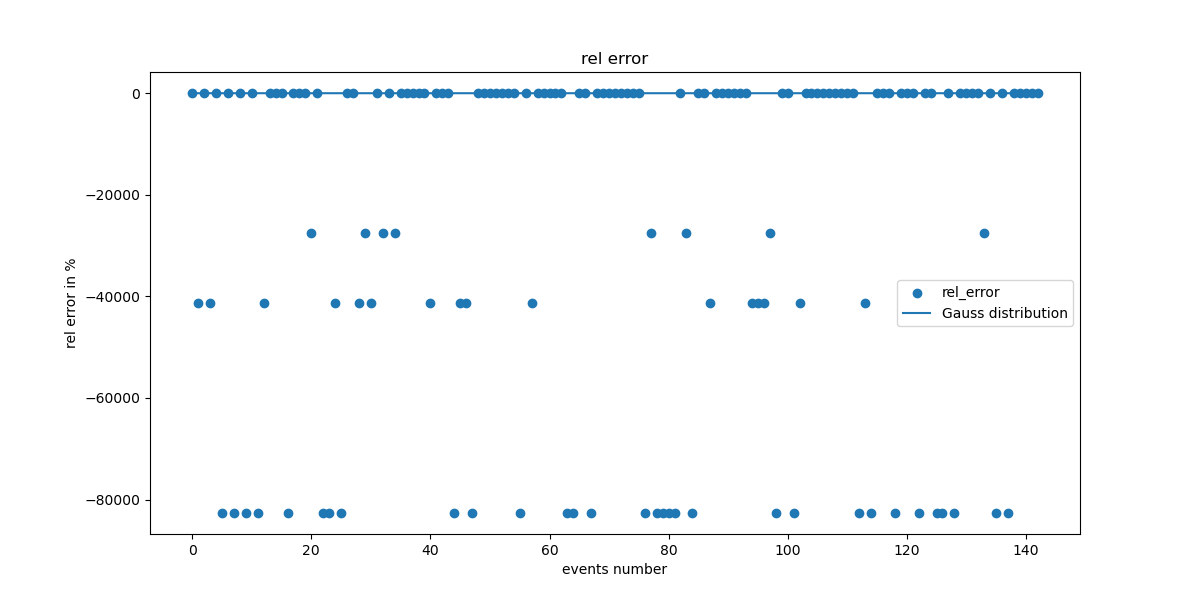 rel error
rel error in %
0
−20000
−40000
−60000
−80000
rel_error
Gauss distribution
0
20
40
60
80
100
120
140
events number